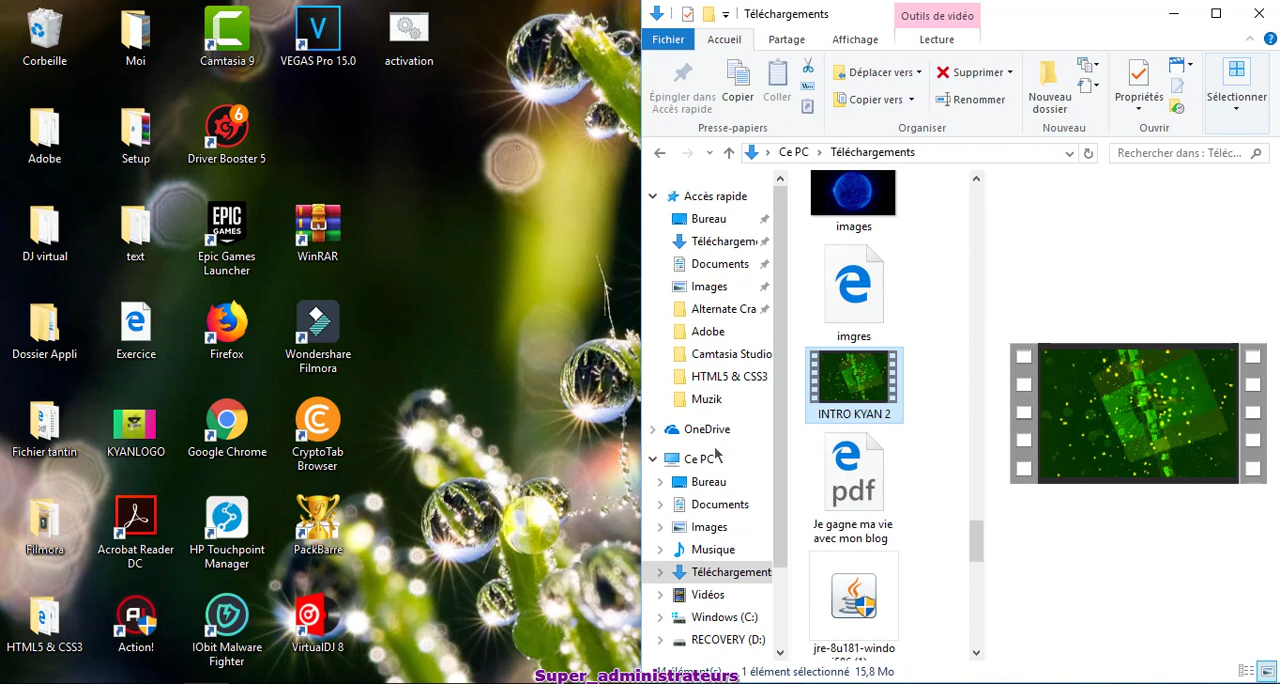 Corbeille
Moi
Camtasia 9
VEGAS Pro 15.0
activation
Adobe
Setup
Driver Booster 5
DJ virtual
text
EPIC GAMES
Epic Games Launcher
WinRAR
Dossier Appli
Exercice
Firefox
Wondershare Filmora
Fichier tantin
KYANLOGO
Google Chrome
CryptoTab Browser
Filmora
Acrobat Reader DC
HP Touchpoint Manager
PackBarre
HTML5 & CSS3
Action!
IObit Malware Fighter
VirtualDJ 8
Téléchargements
Outils de vidéo
Fichier
Accueil
Partage
Affichage
Lecture
Épingler dans Accès rapide
Copier
Coller
Presse-papiers
Déplacer vers
Copier vers
Supprimer
Renommer
Organiser
Nouveau dossier
Nouveau
Propriétés
Ouvrir
Sélectionner
Ce PC
Téléchargements
Rechercher dans : Téléc...
Accès rapide
Bureau
Téléchargem
Documents
Images
Alternate Cra
Adobe
Camtasia Studio
HTML5 & CSS3
Muzik
OneDrive
Ce PC
Bureau
Documents
Images
Musique
Téléchargement
Vidéos
Windows (C:)
RECOVERY (D:)
images
imgres
INTRO KYAN 2
pdf
Je gagne ma vie avec mon blog
jre-8u181-windo
1 élément sélectionné 15,8 Mo
Super_administrateurs